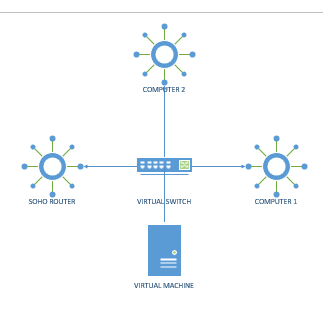 COMPUTER 2
SOHO ROUTER
VIRTUAL SWITCH
COMPUTER 1
VIRTUAL MACHINE